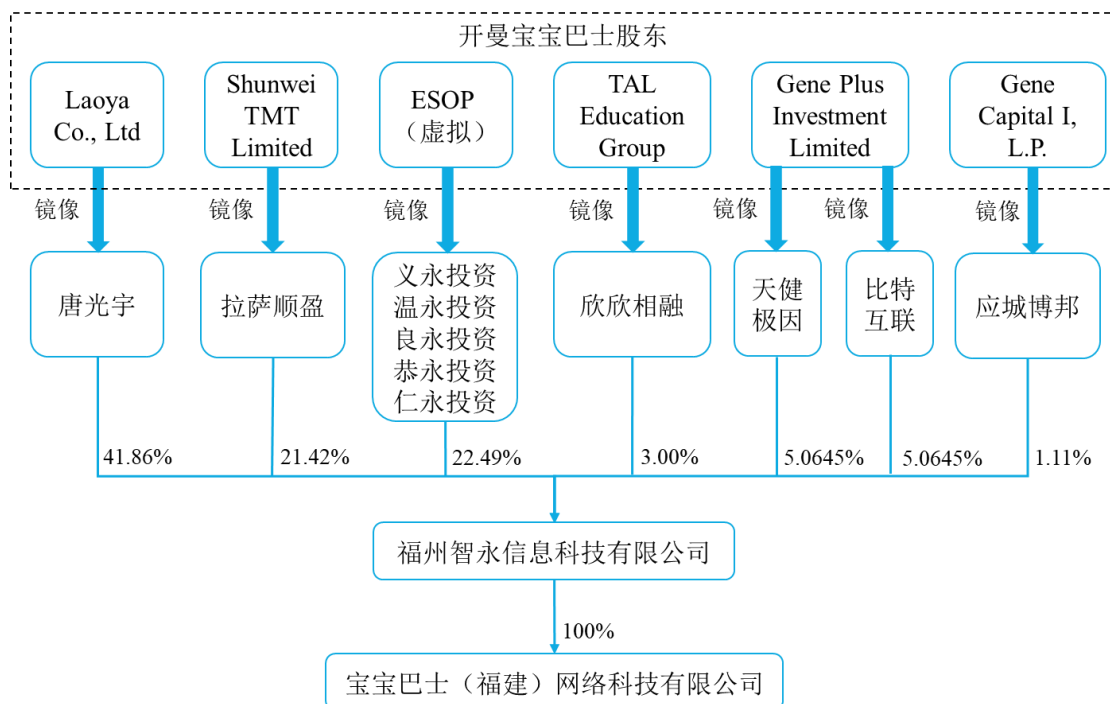 开曼宝宝巴士股东
Laoya
Co., Ltd
Shunwei
TMT
Limited
ESOP
（虚拟）
TAL
Education
Group
Gene Plus
Investment
Limited
Gene
Capital I,
L.P.
镜像
镜像
镜像
镜像
镜像
镜像
镜像
唐光宇
拉萨顺盈
义永投资
温永投资
良永投资
恭永投资
仁永投资
欣欣相融
天健
极因
比特
互联
应城博邦
41.86%
21.42%
22.49%
3.00%
5.0645%
5.0645%
1.11%
福州智永信息科技有限公司
100%
宝宝巴士（福建）网络科技有限公司